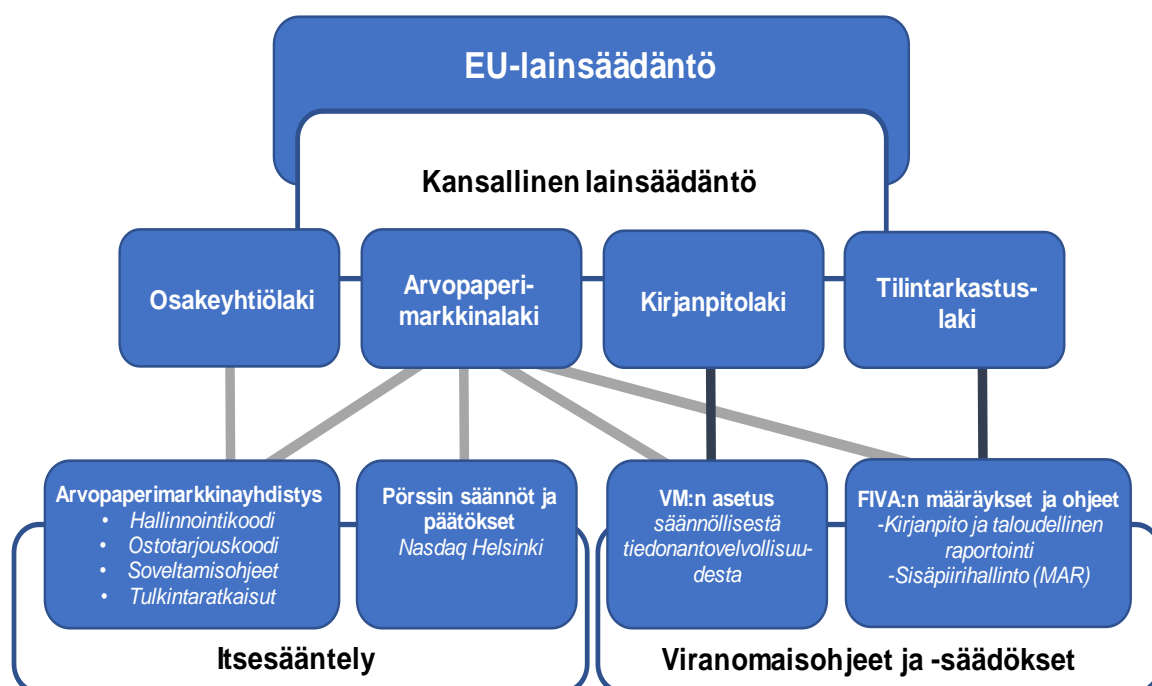 EU-lainsäädäntö
Kansallinen lainsäädäntö
Osakeyhtiölaki
Arvopaperi-
markkinalaki
Kirjanpitolaki
Tilintarkastus-
laki
Arvopaperimarkkinayhdistys
• Hallinnointikoodi
• Ostotarjouskoodi
• Soveltamisohjeet
• Tulkintaratkaisut
Pörssin säännöt ja
päätökset
Nasdaq Helsinki
VM:n asetus
säännöllisestä
tiedonantovelvollisuu-
desta
FIVA:n määräykset ja ohjeet
-Kirjanpito ja taloudellinen
raportointi
-Sisäpiirihallinto (MAR)
Itsesääntely
Viranomaisohjeet ja -säädökset